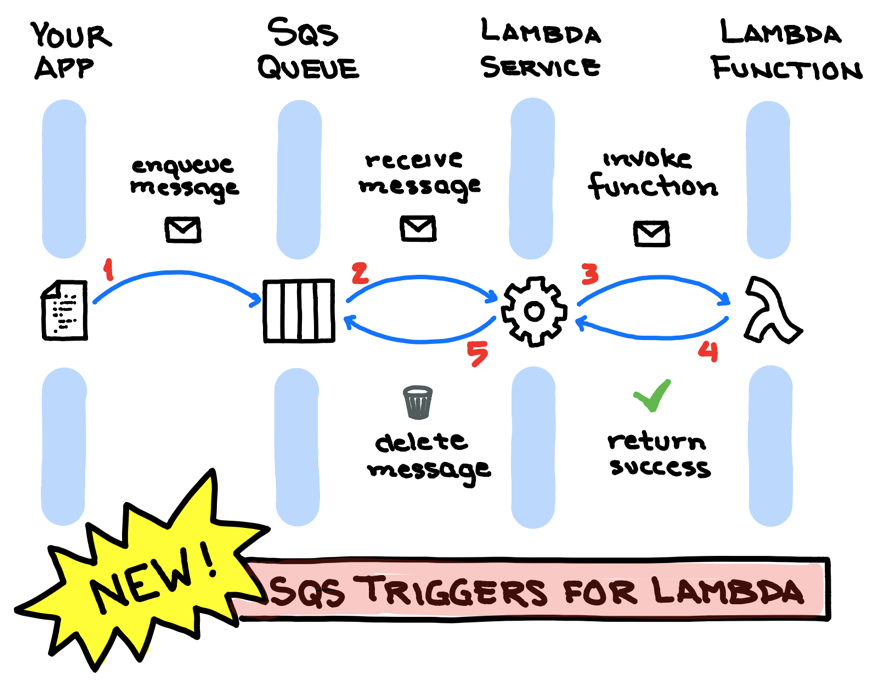 YOUR
APP
SQS
QUEUE
LAMBDA
SERVICE
LAMBDA
FUNCTION
enqueue
message
receive
message
invoke
function
1
2
3
5
4
delete
message
return
success
NEW!
SQS TRIGGERS FOR LAMBDA